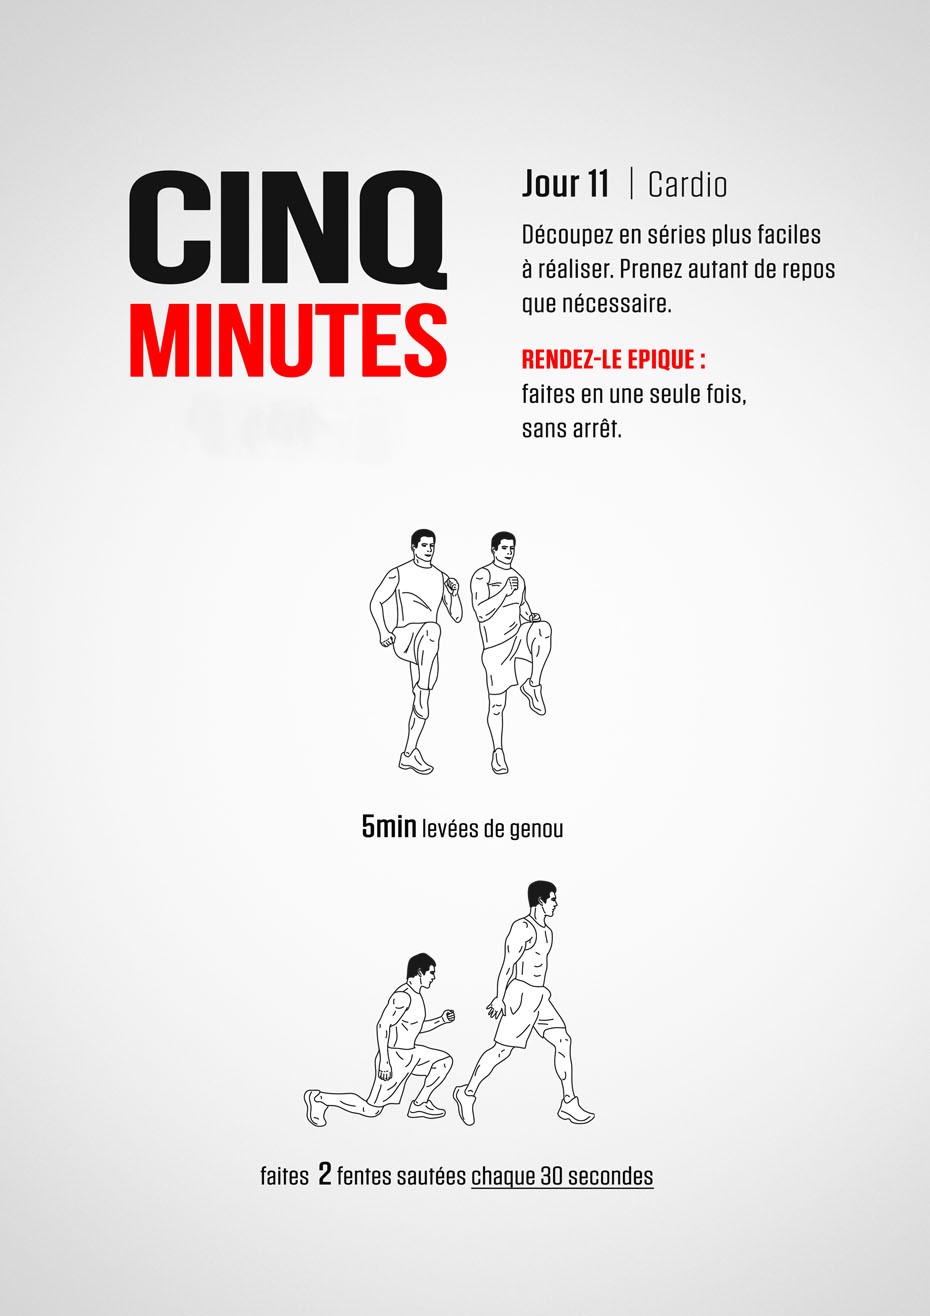 CINQ
MINUTES
Jour 11 | Cardio
Découpez en séries plus faciles
à réaliser. Prenez autant de repos
que nécessaire.
RENDEZ-LE EPIQUE :
faites en une seule fois,
sans arrêt.
5min levées de genou
faites 2 fentes sautées chaque 30 secondes